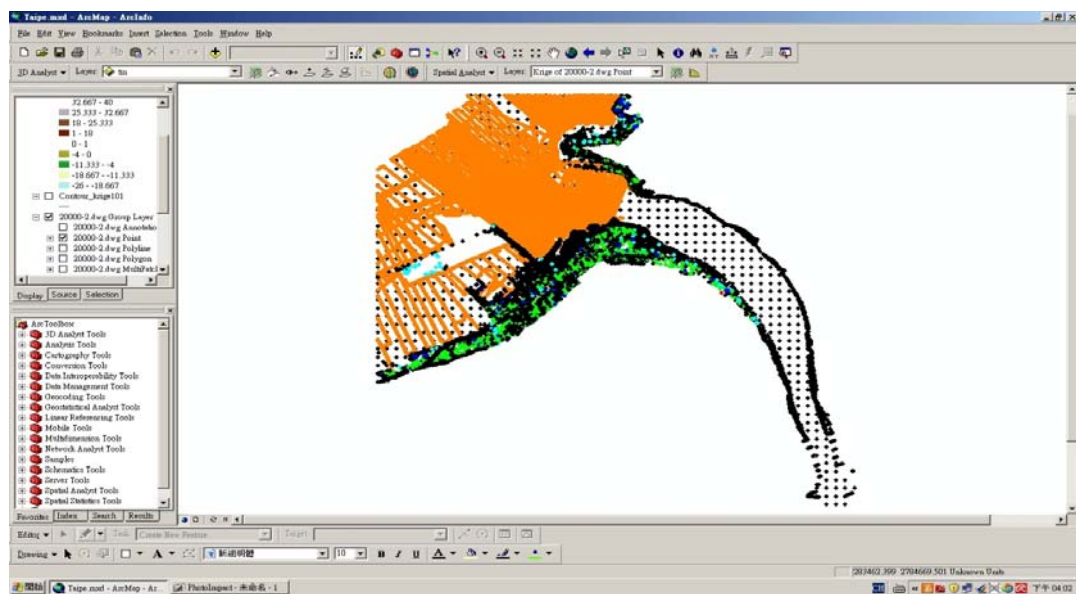 Taipe.mxd - ArcMap - ArcInfo
File Edit View Bookmarks Insert Selection Tools Window Help
3D Analyst Layer: tin
Spatial Analyst Layer: Krige of 20000-2.dwg Point
32.667 - 40
25.333 - 32.667
18 - 25.333
1 - 18
0 - 1
-4 - 0
-11.333 - -4
-18.667 - -11.333
-26 - -18.667
Contour_krige101
20000-2.dwg Group Layer
20000-2.dwg Annotatio
20000-2.dwg Point
20000-2.dwg Polyline
20000-2.dwg Polygon
20000-2.dwg MultiPatcl
Display Source Selection
ArcToolbox
3D Analyst Tools
Analysis Tools
Cartography Tools
Conversion Tools
Data Interoperability Tools
Data Management Tools
Geocoding Tools
Geostatistical Analyst Tools
Linear Referencing Tools
Mobile Tools
Multidimension Tools
Network Analyst Tools
Samples
Schematics Tools
Server Tools
Spatial Analyst Tools
Spatial Statistics Tools
Favorites Index Search Results
Editor Task: Create New Feature Target:
Drawing A 新細明體 10 B I U A
283462.399 2784669.501 Unknown Units
開始 Taipe.mxd - ArcMap - Ar... PhotoImpact - 未命名 - 1 下午 04:02